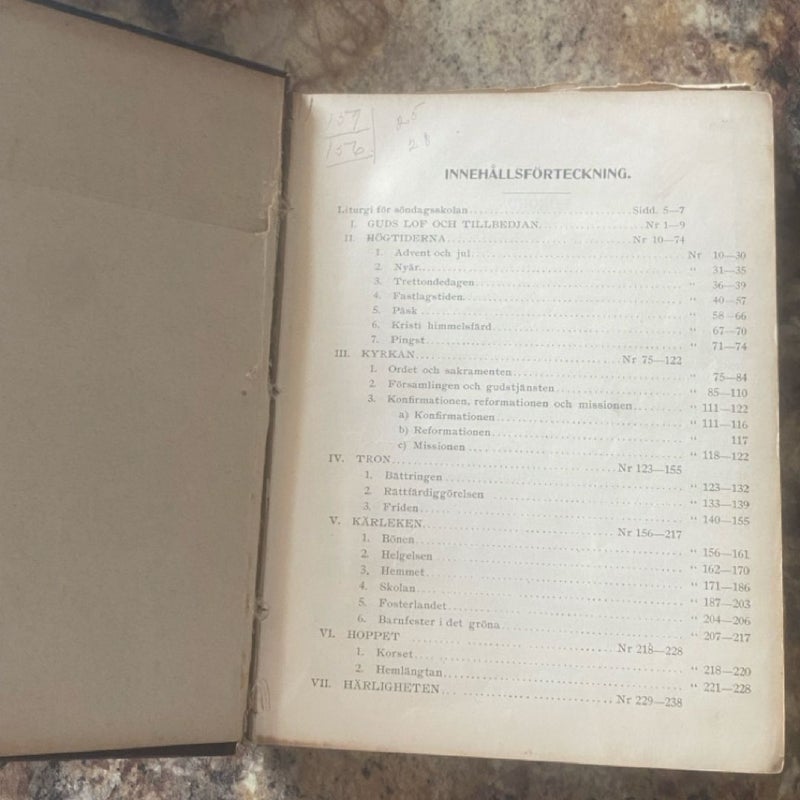 157
156
25
28
INNEHÅLLSFÖRTECKNING.
Liturgi för söndagsskolan Sidd. 5—7
I. GUDS LOF OCH TILLBEDJAN. Nr 1—9
II. HÖGTIDERNA Nr 10—74
1. Advent och jul Nr 10—30
2. Nyår " 31—35
3. Trettondedagen " 36—39
4. Fastlagstiden " 40—57
5. Påsk " 58—66
6. Kristi himmelsfärd " 67—70
7. Pingst " 71—74
III. KYRKAN Nr 75—122
1. Ordet och sakramenten " 75—84
2. Församlingen och gudstjänsten " 85—110
3. Konfirmationen, reformationen och missionen " 111—122
a) Konfirmationen " 111—116
b) Reformationen " 117
c) Missionen " 118—122
IV. TRON Nr 123—155
1. Bättringen " 123—132
2. Rättfärdiggörelsen " 133—139
3. Friden " 140—155
V. KÄRLEKEN Nr 156—217
1. Bönen " 156—161
2. Helgelsen " 162—170
3. Hemmet " 171—186
4. Skolan " 187—203
5. Fosterlandet " 204—206
6. Barnfester i det gröna " 207—217
VI. HOPPET Nr 218—228
1. Korset " 218—220
2. Hemlängtan " 221—228
VII. HÄRLIGHETEN Nr 229—238